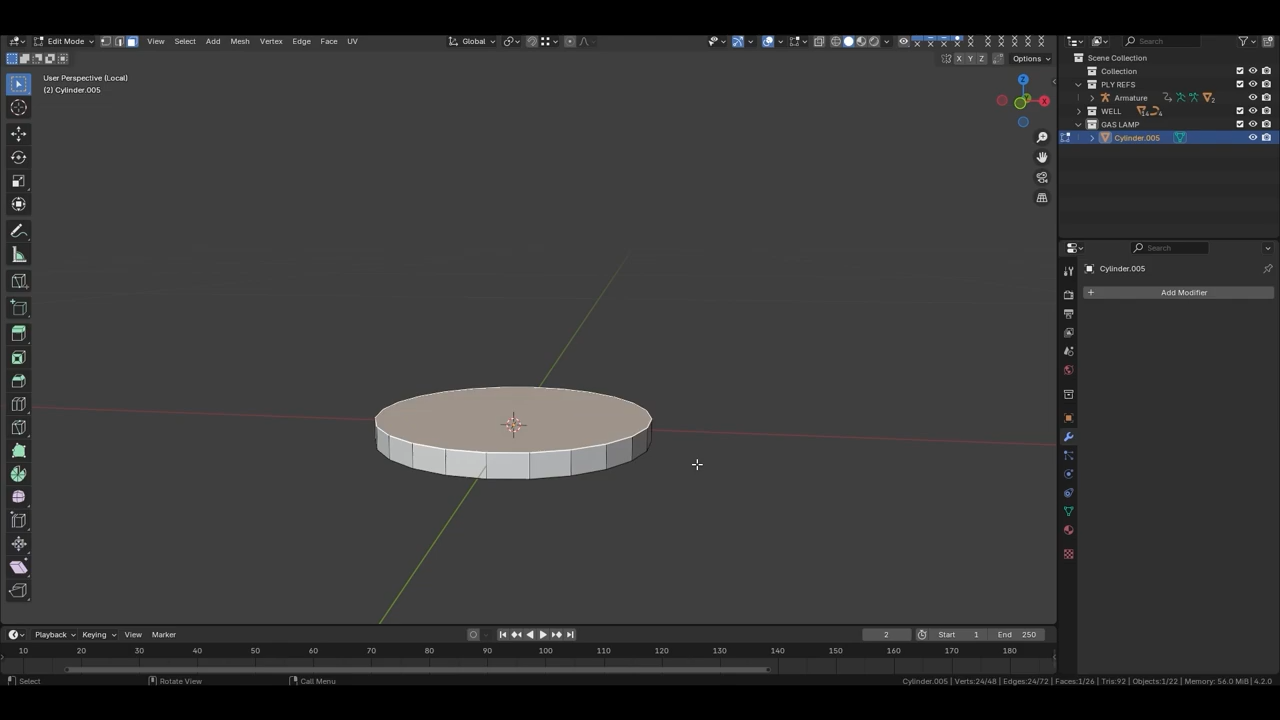 Edit Mode View Select Add Mesh Vertex Edge Face UV Global
Search
X Y Z Options
User Perspective (Local)
(2) Cylinder.005
Z
X
Scene Collection
Collection
PLY REFS
Armature 2
WELL
GAS LAMP
Cylinder.005
Search
Cylinder.005
+ Add Modifier
Playback Keying View Marker 2 Start 1 End 250
10 20 30 40 50 60 70 80 90 100 110 120 130 140 150 160 170 180
Select Rotate View Call Menu Cylinder.005 | Verts:24/48 | Edges:24/72 | Faces:1/26 | Tris:92 | Objects:1/22 | Memory: 56.0 MiB | 4.2.0